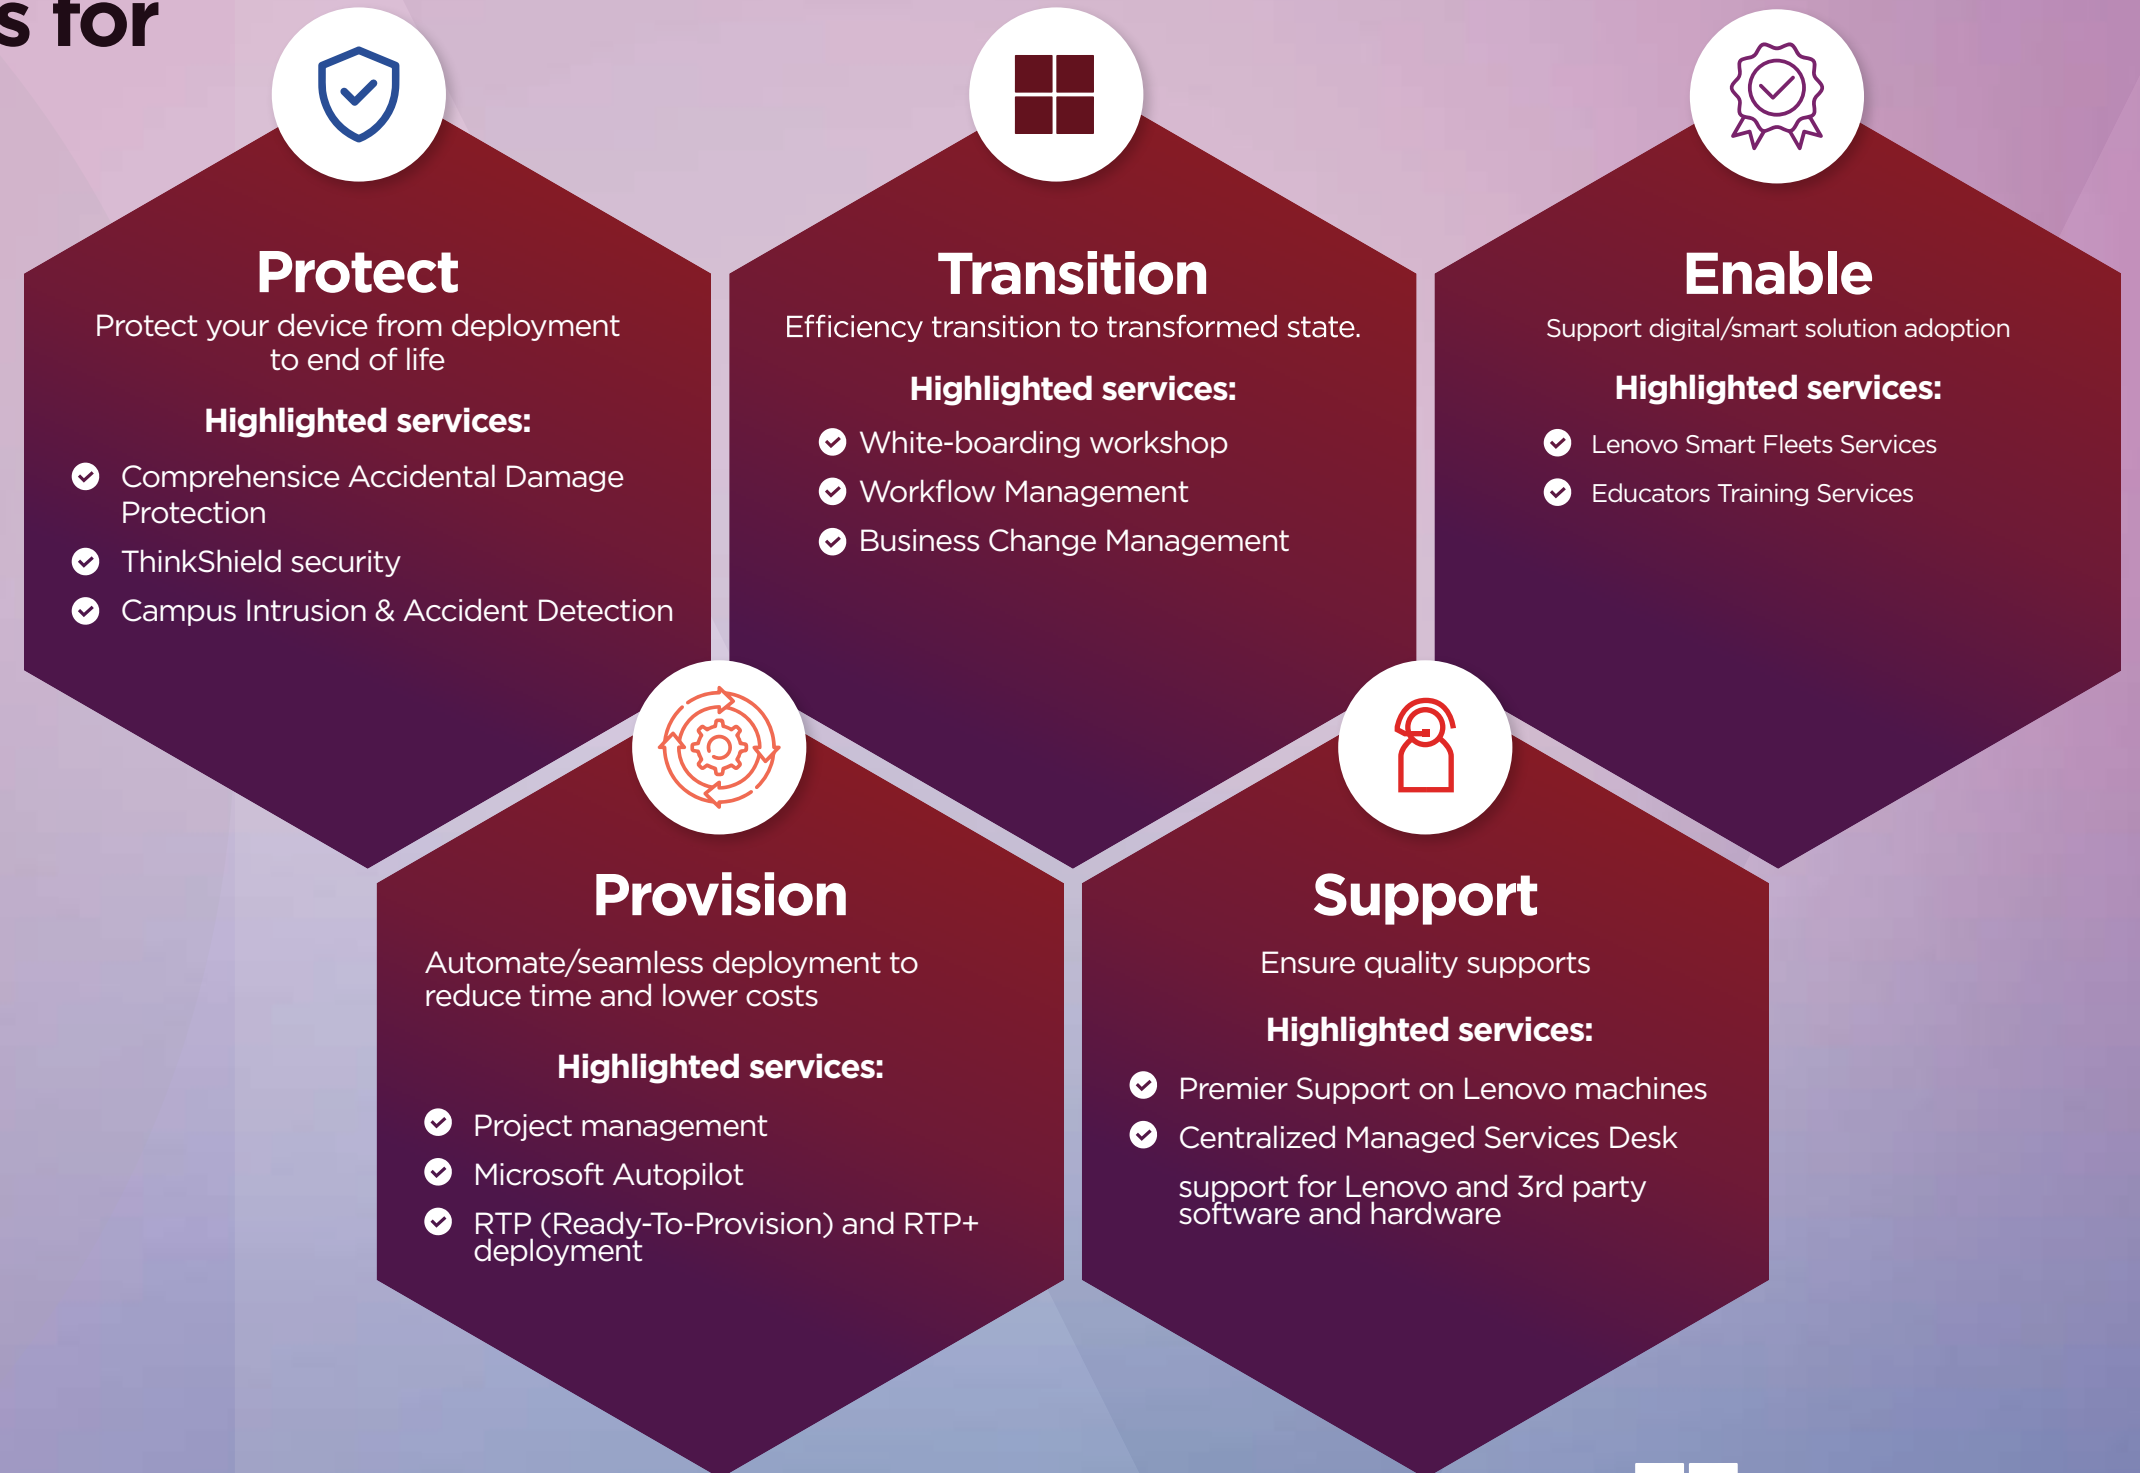 s for
Protect
Protect your device from deployment
to end of life
Highlighted services:
Comprehensice Accidental Damage
Protection
ThinkShield security
Campus Intrusion & Accident Detection
Transition
Efficiency transition to transformed state.
Highlighted services:
White-boarding workshop
Workflow Management
Business Change Management
Enable
Support digital/smart solution adoption
Highlighted services:
Lenovo Smart Fleets Services
Educators Training Services
Provision
Automate/seamless deployment to
reduce time and lower costs
Highlighted services:
Project management
Microsoft Autopilot
RTP (Ready-To-Provision) and RTP+
deployment
Support
Ensure quality supports
Highlighted services:
Premier Support on Lenovo machines
Centralized Managed Services Desk
support for Lenovo and 3rd party
software and hardware